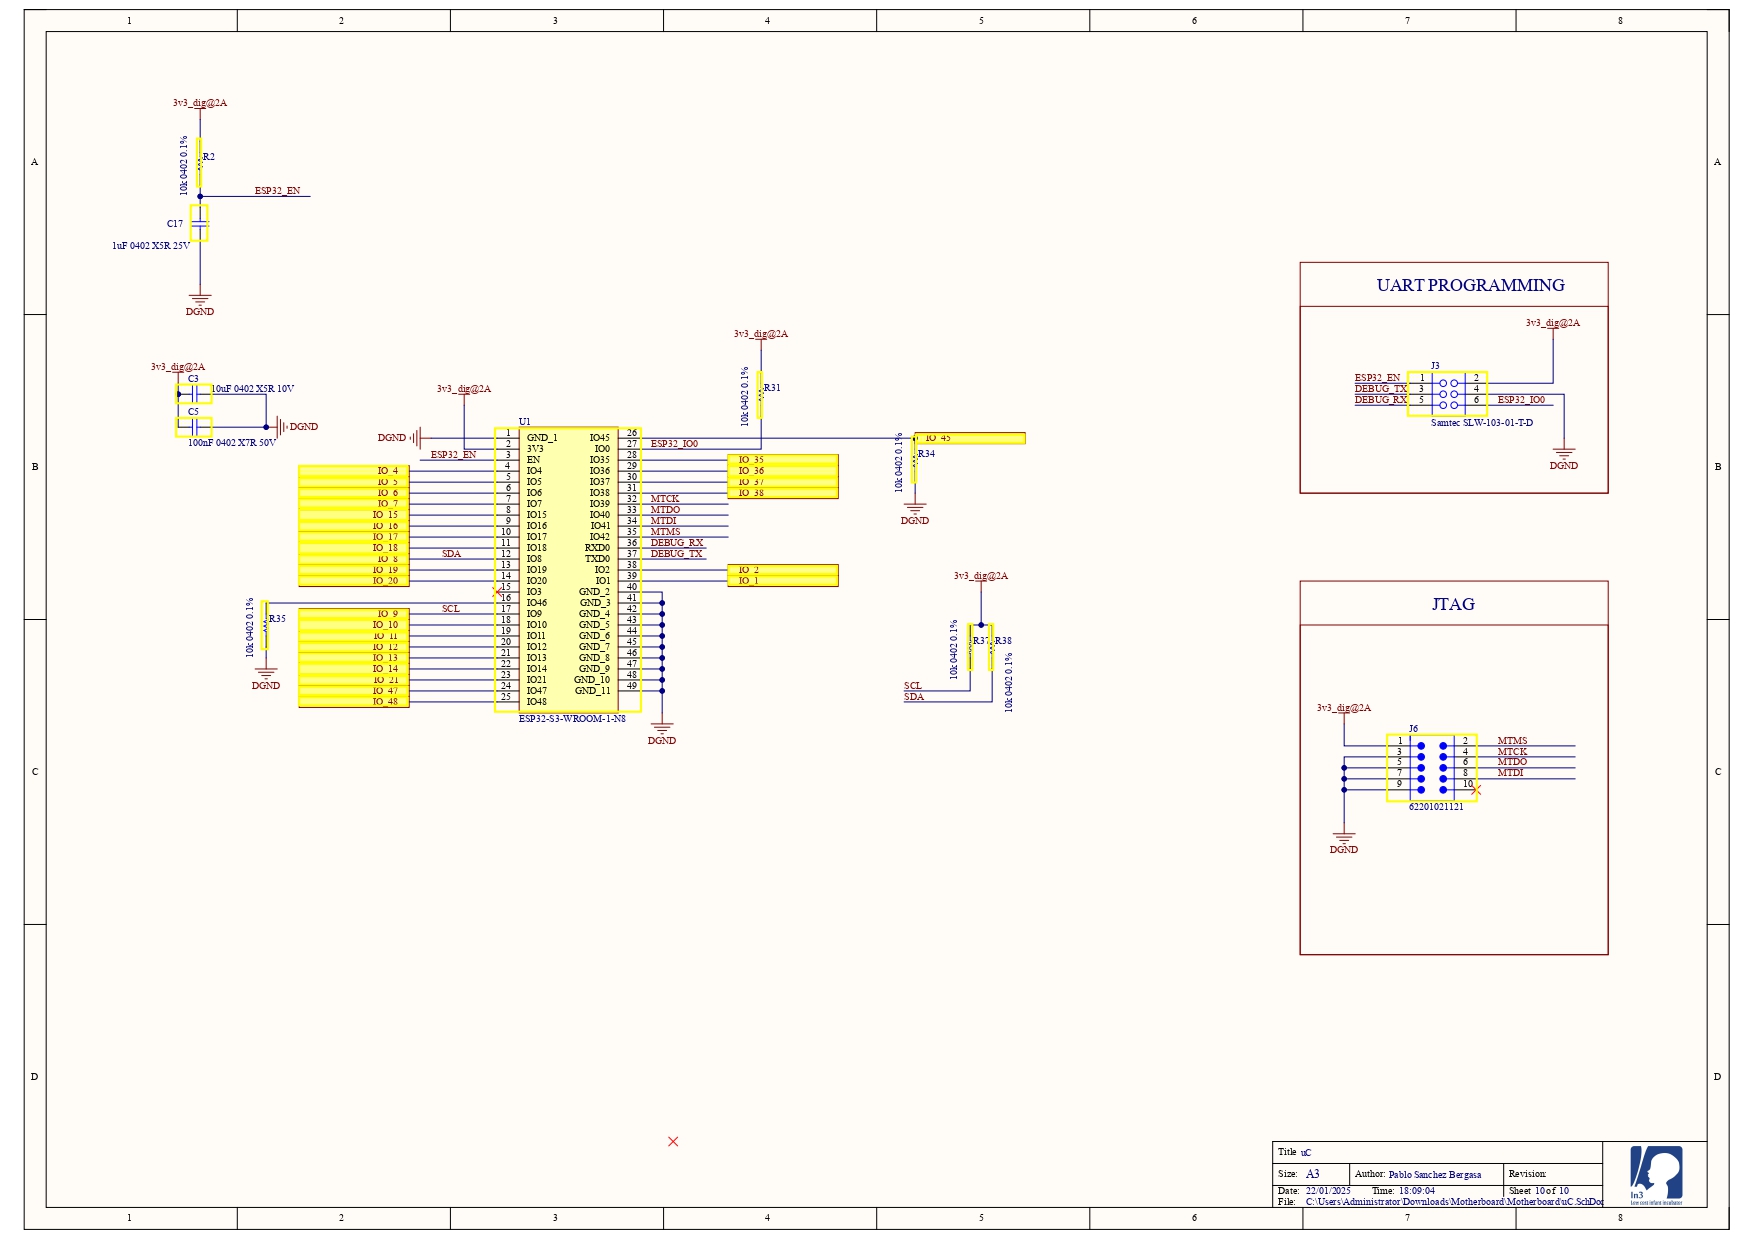 1 2 3 4 5 6 7 8
A A
B B
C C
D D
3v3_dig@2A
10k 0402 0.1%
R2
ESP32_EN
C17
1uF 0402 X5R 25V
DGND
3v3_dig@2A
C3
10uF 0402 X5R 10V
C5
DGND
100nF 0402 X7R 50V
3v3_dig@2A
DGND
ESP32_EN
3v3_dig@2A
10k 0402 0.1%
R31
ESP32_IO0
IO_45
10k 0402 0.1%
R34
DGND
U1
1 GND_1 IO45 26
2 3V3 IO0 27
3 EN IO35 28 IO_35
IO_4 4 IO4 IO36 29 IO_36
IO_5 5 IO5 IO37 30 IO_37
IO_6 6 IO6 IO38 31 IO_38
IO_7 7 IO7 IO39 32 MTCK
IO_15 8 IO15 IO40 33 MTDO
IO_16 9 IO16 IO41 34 MTDI
IO_17 10 IO17 IO42 35 MTMS
IO_18 11 IO18 RXD0 36 DEBUG_RX
IO_8 SDA 12 IO8 TXD0 37 DEBUG_TX
IO_19 13 IO19 IO2 38 IO_2
IO_20 14 IO20 IO1 39 IO_1
15 IO3 GND_2 40
16 IO46 GND_3 41
IO_9 SCL 17 IO9 GND_4 42
IO_10 18 IO10 GND_5 43
IO_11 19 IO11 GND_6 44
IO_12 20 IO12 GND_7 45
IO_13 21 IO13 GND_8 46
IO_14 22 IO14 GND_9 47
IO_21 23 IO21 GND_10 48
IO_47 24 IO47 GND_11 49
IO_48 25 IO48
ESP32-S3-WROOM-1-N8
DGND
10k 0402 0.1%
R35
DGND
3v3_dig@2A
10k 0402 0.1%
R37
R38
10k 0402 0.1%
SCL
SDA
UART PROGRAMMING
3v3_dig@2A
J3
ESP32_EN 1 2
DEBUG_TX 3 4
DEBUG_RX 5 6 ESP32_IO0
Samtec SLW-103-01-T-D
DGND
JTAG
3v3_dig@2A
J6
1 2 MTMS
3 4 MTCK
5 6 MTDO
7 8 MTDI
9 10
62201021121
DGND
Title uC
Size: A3 Author: Pablo Sanchez Bergasa Revision:
Date: 22/01/2025 Time: 18:09:04 Sheet 10 of 10
File: C:\Users\Administrator\Downloads\Motherboard\Motherboard\uC.SchDoc
In3
1 2 3 4 5 6 7 8